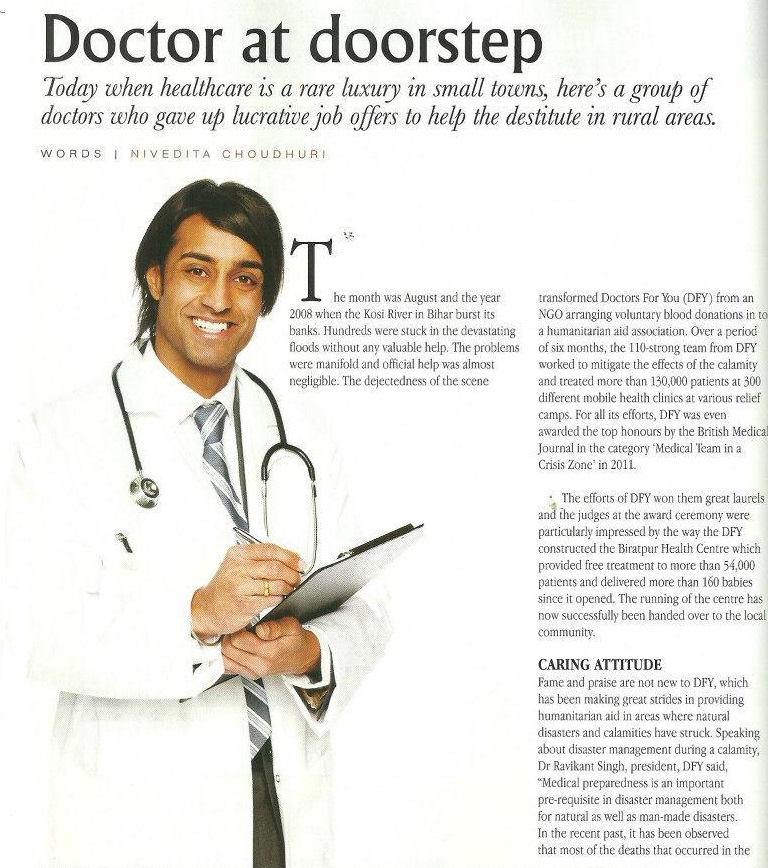 Doctor at doorstep
Today when healthcare is a rare luxury in small towns, here's a group of
doctors who gave up lucrative job offers to help the destitute in rural areas.
WORDS | NIVEDITA CHOUDHURI
The month was August and the year
2008 when the Kosi River in Bihar burst its
banks. Hundreds were stuck in the devastating
floods without any valuable help. The problems
were manifold and official help was almost
negligible. The dejectedness of the scene
transformed Doctors For You (DFY) from an
NGO arranging voluntary blood donations in to
a humanitarian aid association. Over a period
of six months, the 110-strong team from DFY
worked to mitigate the effects of the calamity
and treated more than 130,000 patients at 300
different mobile health clinics at various relief
camps. For all its efforts, DFY was even
awarded the top honours by the British Medical
Journal in the category 'Medical Team in a
Crisis Zone' in 2011.
The efforts of DFY won them great laurels
and the judges at the award ceremony were
particularly impressed by the way the DFY
constructed the Biratpur Health Centre which
provided free treatment to more than 54,000
patients and delivered more than 160 babies
since it opened. The running of the centre has
now successfully been handed over to the local
community.
CARING ATTITUDE
Fame and praise are not new to DFY, which
has been making great strides in providing
humanitarian aid in areas where natural
disasters and calamities have struck. Speaking
about disaster management during a calamity,
Dr Ravikant Singh, president, DFY said,
"Medical preparedness is an important
pre-requisite in disaster management both
for natural as well as man-made disasters.
In the recent past, it has been observed
that most of the deaths that occurred in the